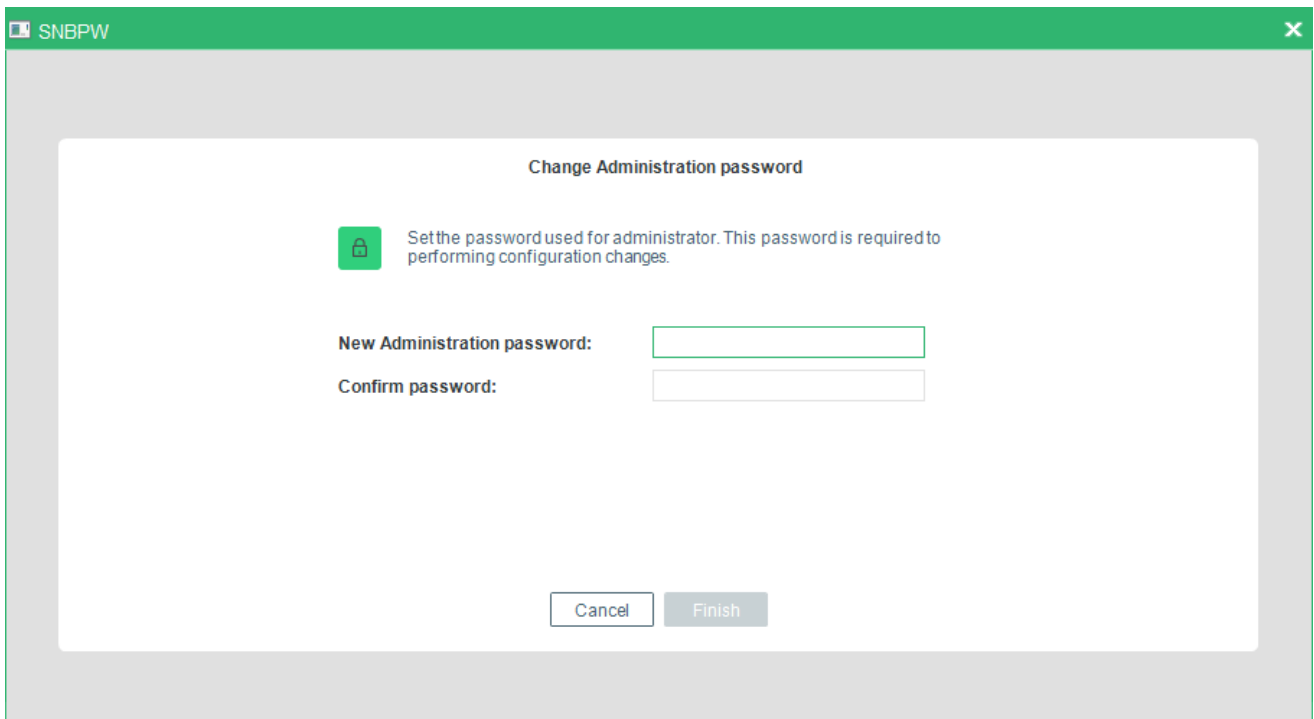 SNBPW
Change Administration password
Set the password used for administrator. This password is required to
performing configuration changes.
New Administration password:
Confirm password:
Cancel
Finish